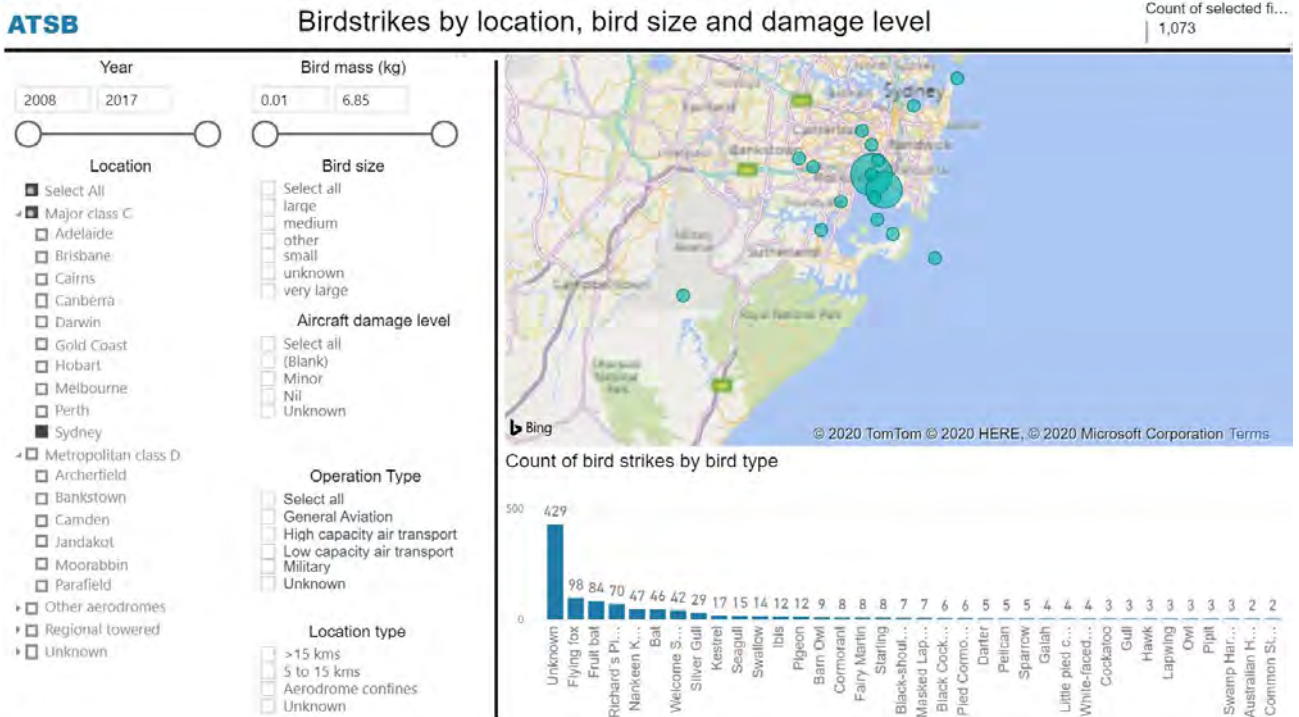 ATSB
Birdstrikes by location, bird size and damage level
Count of selected fi...
1,073
Year
2008
2017
Bird mass (kg)
0.01
6.85
Location
Select All
Major class C
Adelaide
Brisbane
Cairns
Canberra
Darwin
Gold Coast
Hobart
Melbourne
Perth
Sydney
Metropolitan class D
Archerfield
Bankstown
Camden
Jandakot
Moorabbin
Parafield
Other aerodromes
Regional towered
Unknown
Bird size
Select all
large
medium
other
small
unknown
very large
Aircraft damage level
Select all
(Blank)
Minor
Nil
Unknown
Operation Type
Select all
General Aviation
High capacity air transport
Low capacity air transport
Military
Unknown
Location type
>15 kms
5 to 15 kms
Aerodrome confines
Unknown
North Sydney
Sydney
Fairfield
Bankstown
Randwick
Sutherland
Campbelltown
Royal National Park
Bing
© 2020 TomTom © 2020 HERE, © 2020 Microsoft Corporation Terms
Count of bird strikes by bird type
500
0
429 98 84 70 47 46 42 29 17 15 14 12 12 9 8 8 8 7 7 6 6 5 5 5 4 4 4 3 3 3 3 3 3 3 2 2
Unknown
Flying fox
Fruit bat
Richard's Pi...
Nankeen K...
Bat
Welcome S...
Silver Gull
Kestrel
Seagull
Swallow
Ibis
Pigeon
Barn Owl
Cormorant
Fairy Martin
Starling
Black-shoul...
Masked Lap...
Black Cock...
Pied Cormo...
Darter
Pelican
Sparrow
Galah
Little pied c...
White-faced...
Cockatoo
Gull
Hawk
Lapwing
Owl
Pipit
Swamp Har...
Australian H...
Common St...